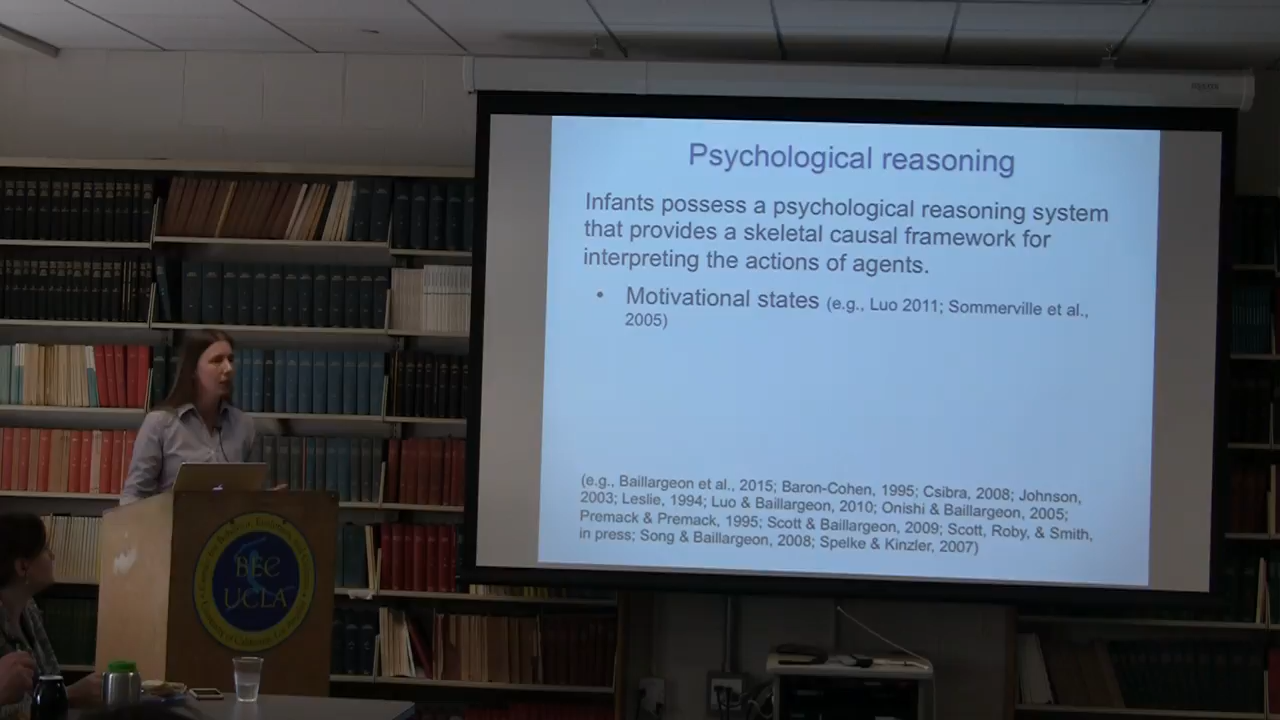 Psychological reasoning
Infants possess a psychological reasoning system
that provides a skeletal causal framework for
interpreting the actions of agents.
• Motivational states (e.g., Luo 2011; Sommerville et al.,
2005)
(e.g., Baillargeon et al., 2015; Baron-Cohen, 1995; Csibra, 2008; Johnson,
2003; Leslie, 1994; Luo & Baillargeon, 2010; Onishi & Baillargeon, 2005;
Premack & Premack, 1995; Scott & Baillargeon, 2009; Scott, Roby, & Smith,
in press; Song & Baillargeon, 2008; Spelke & Kinzler, 2007)
BEC
UCLA